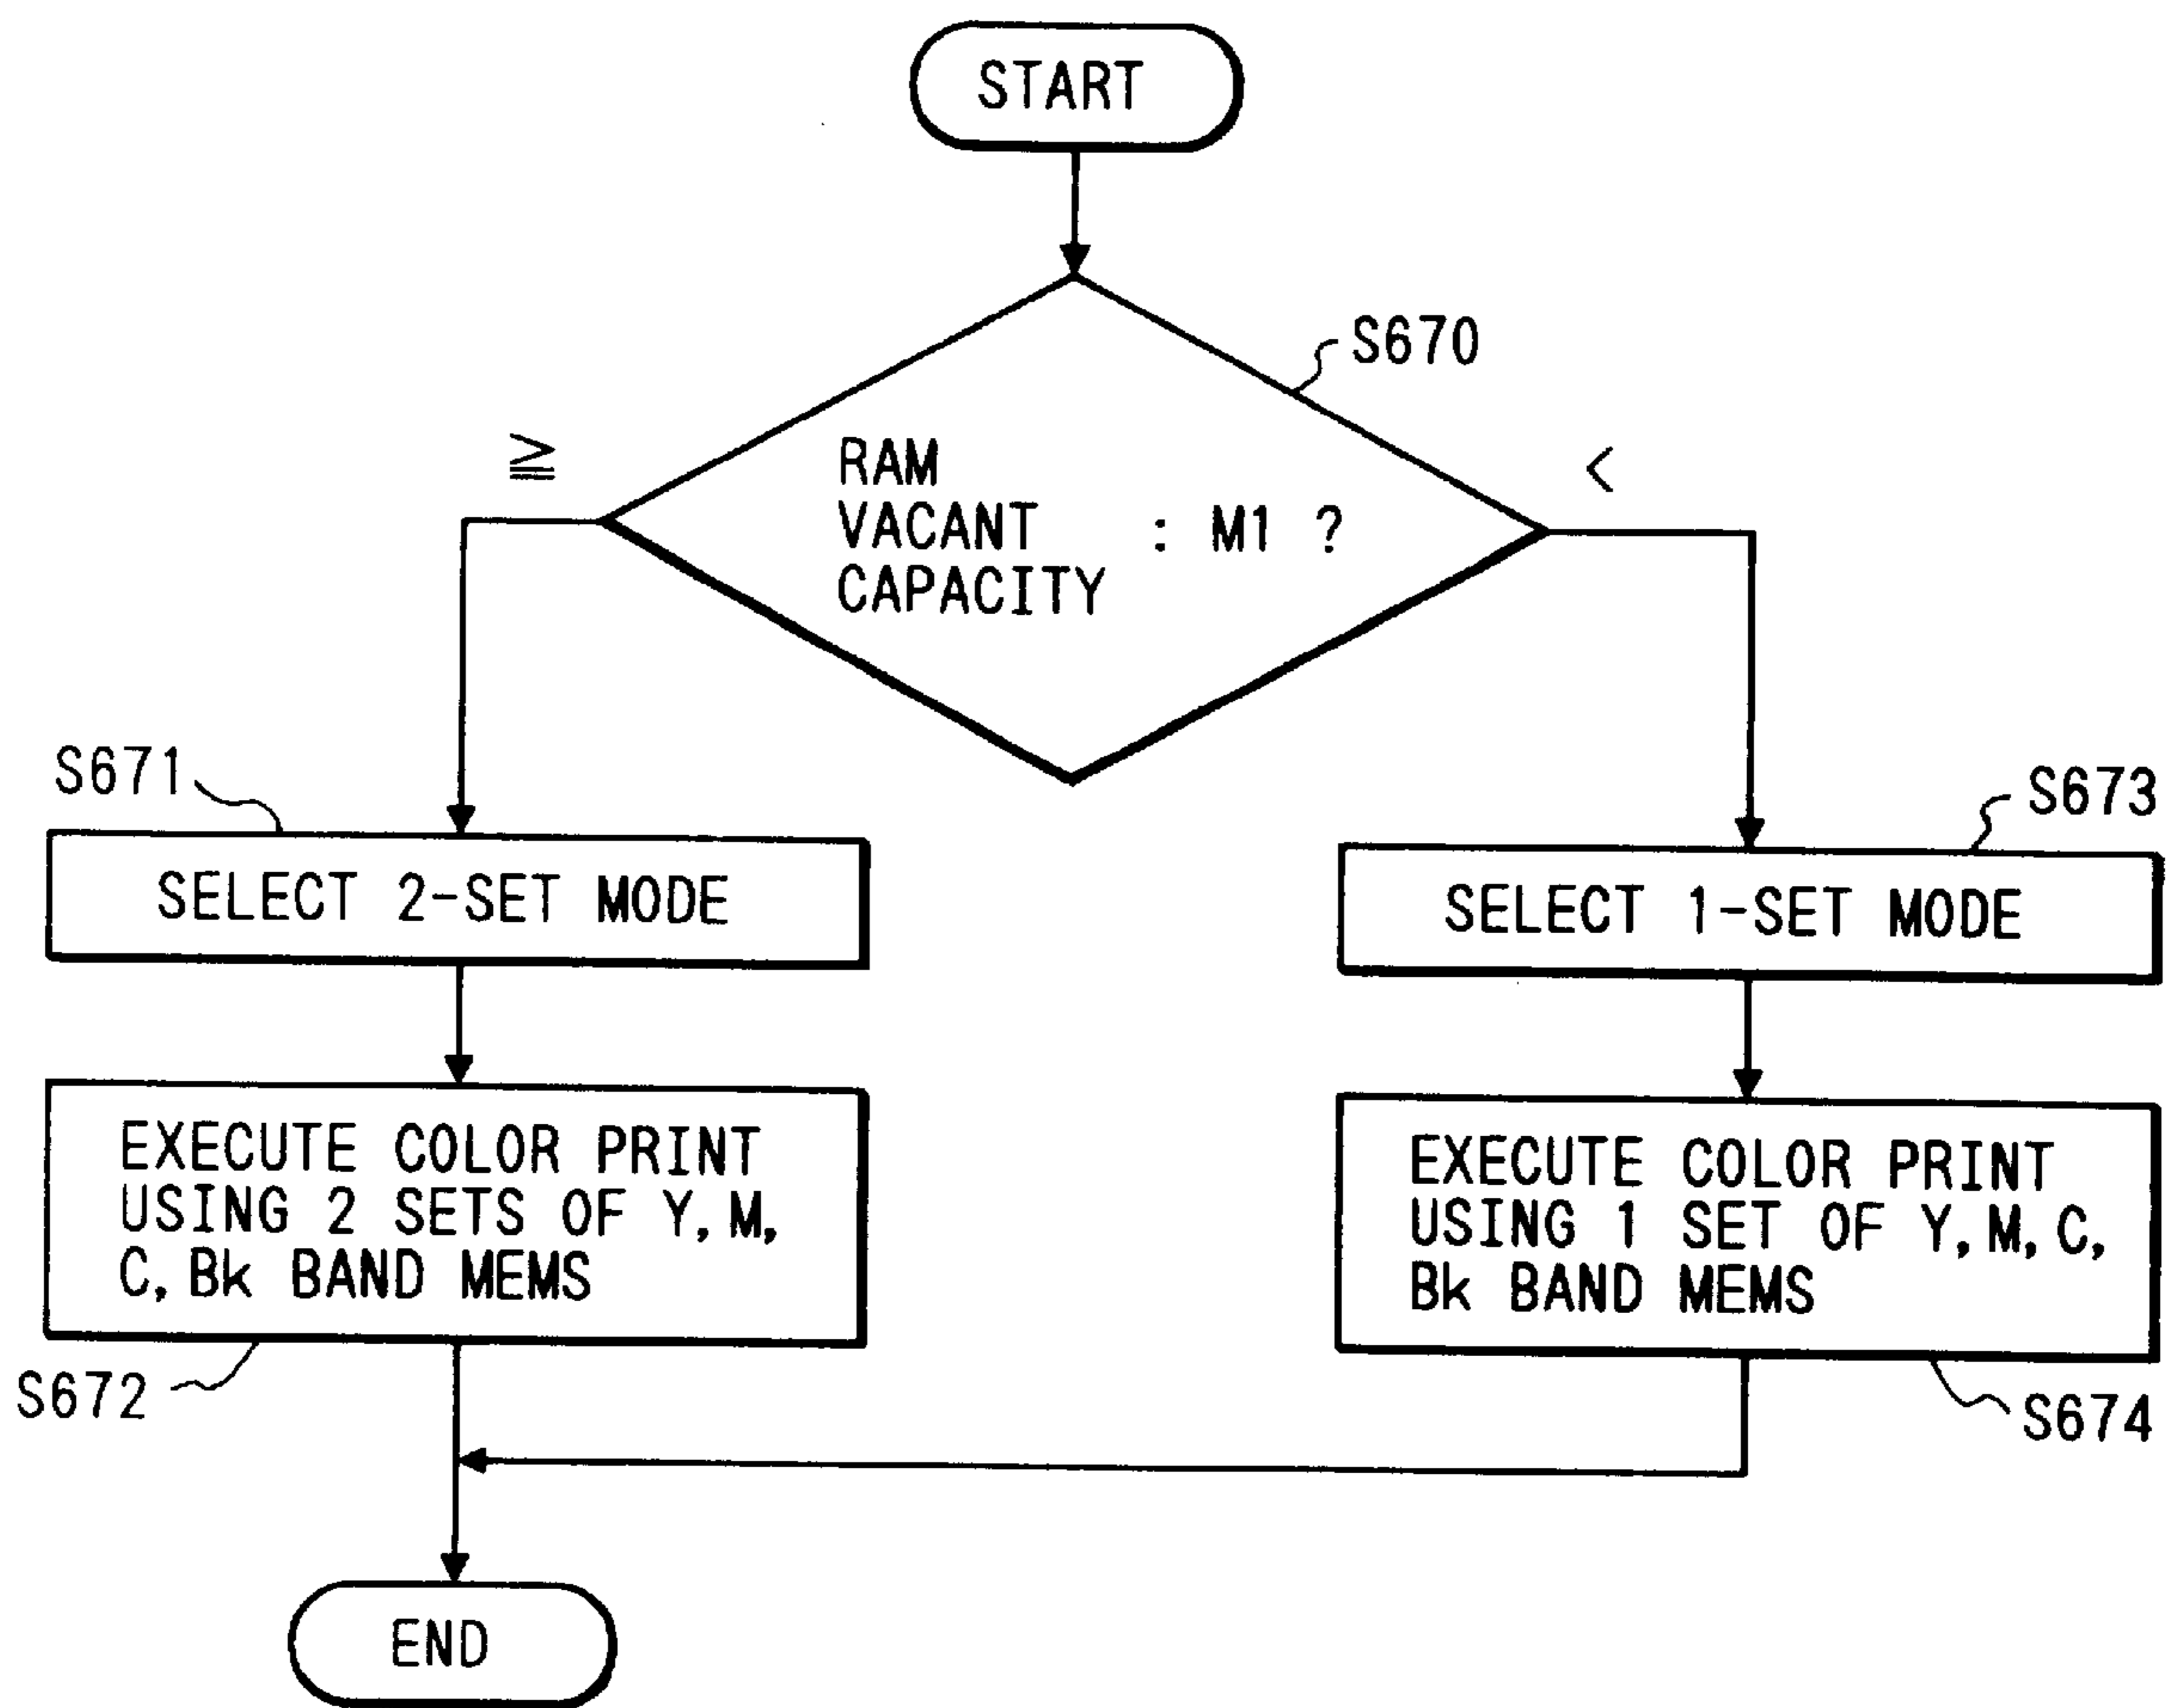 START
S670
≧
RAM
VACANT : M1 ?
CAPACITY
<
S671
SELECT 2-SET MODE
S673
SELECT 1-SET MODE
EXECUTE COLOR PRINT
USING 2 SETS OF Y, M,
C, Bk BAND MEMS
S672
EXECUTE COLOR PRINT
USING 1 SET OF Y, M, C,
Bk BAND MEMS
S674
END